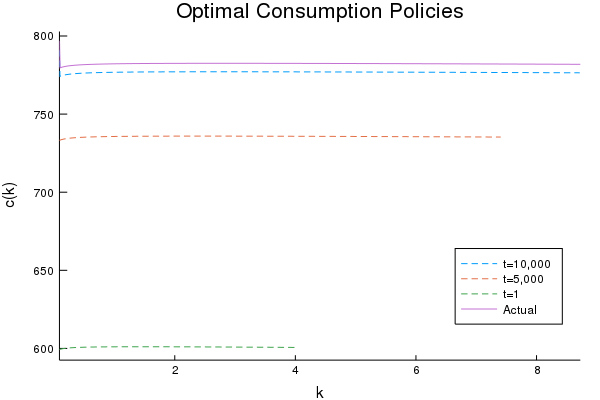 Optimal Consumption Policies
800
750
700
650
600
c(k)
2
4
6
8
k
t=10,000
t=5,000
t=1
Actual